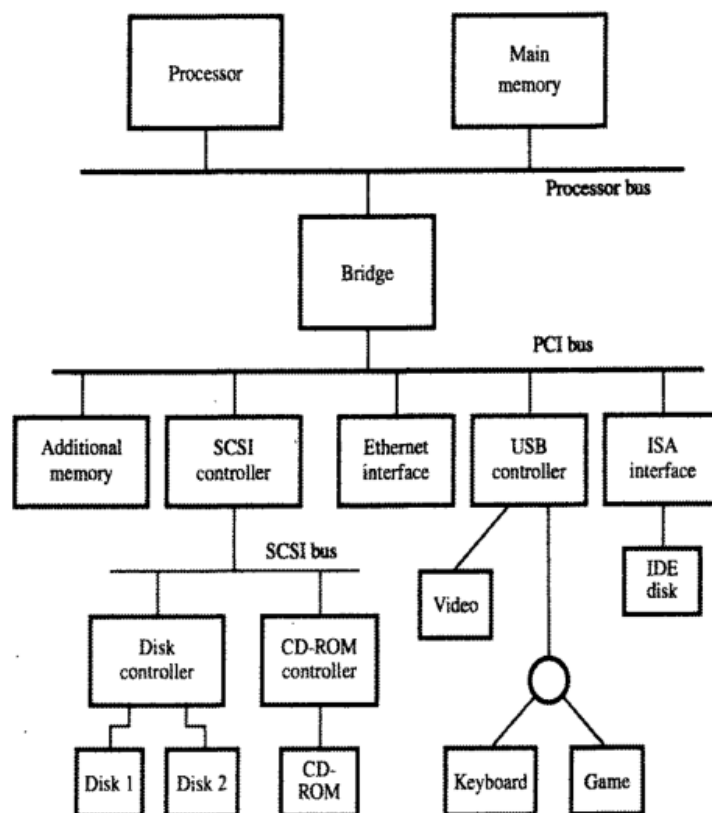 Processor
Main
memory
Processor bus
Bridge
PCI bus
Additional
memory
SCSI
controller
Ethernet
interface
USB
controller
ISA
interface
SCSI bus
Video
IDE
disk
Disk
controller
CD-ROM
controller
Disk 1
Disk 2
CD-
ROM
Keyboard
Game